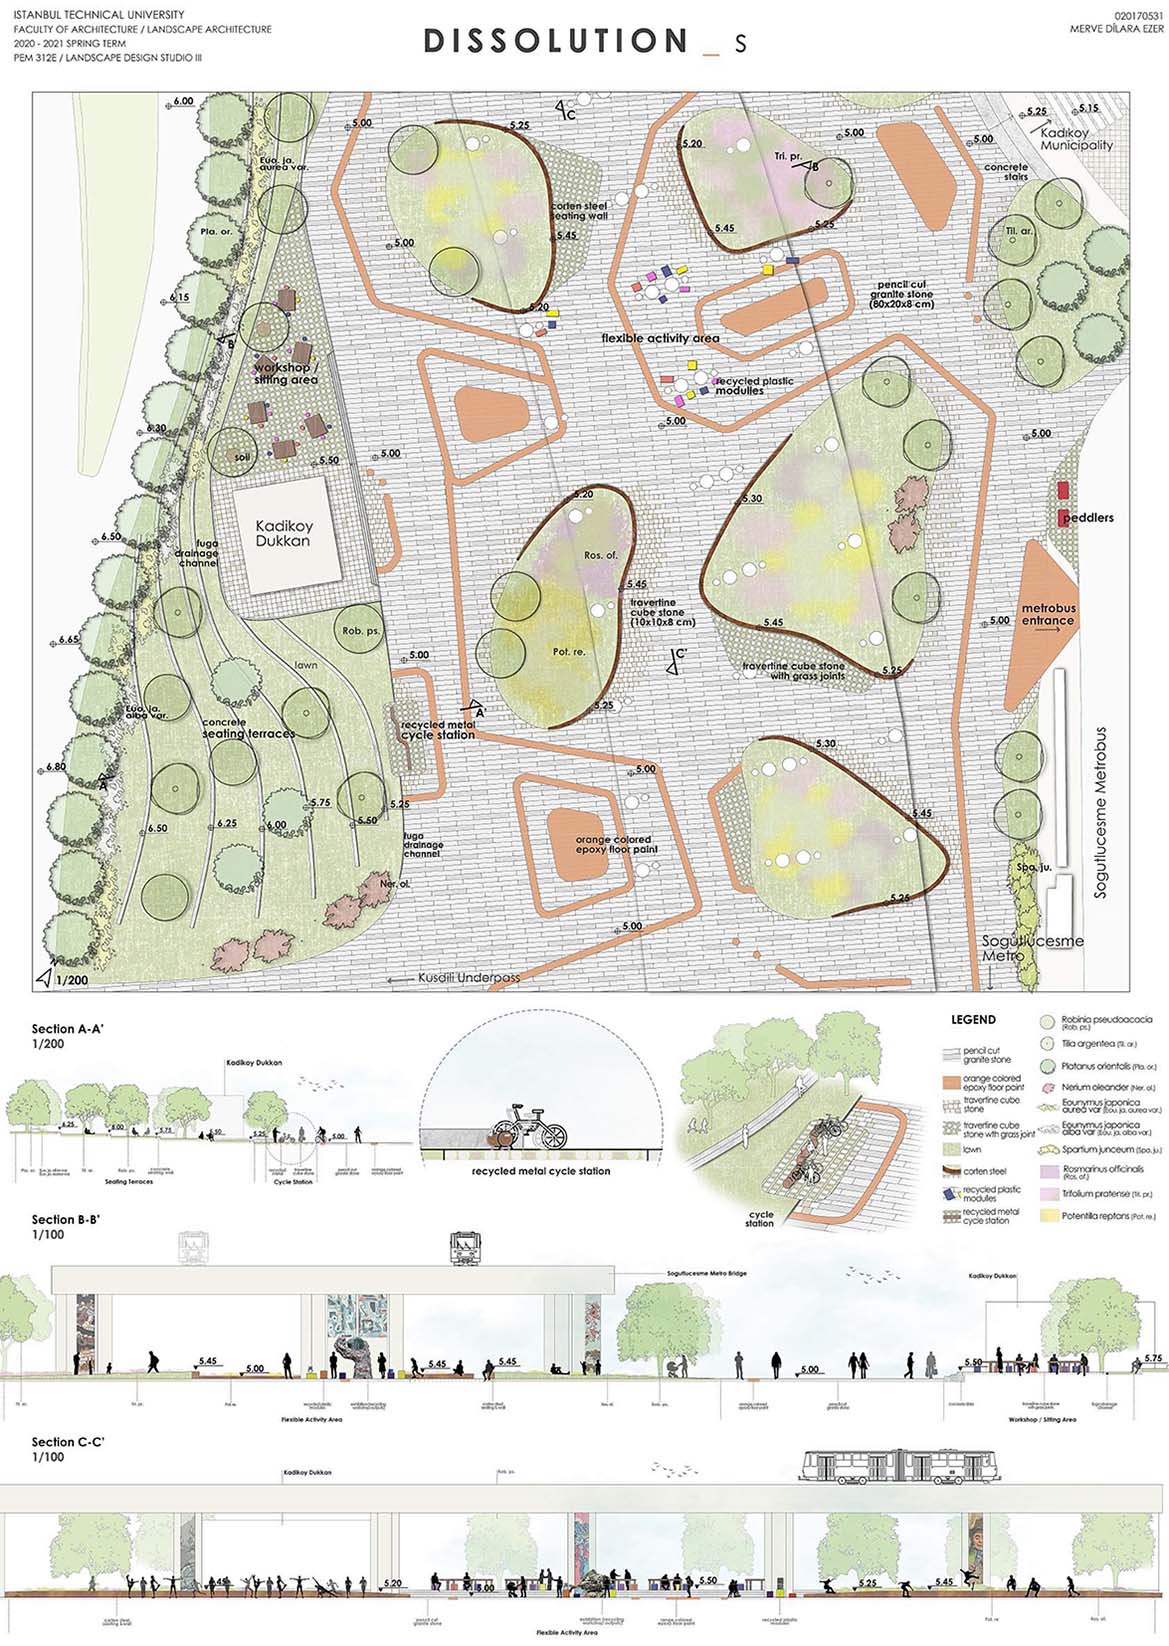 ISTANBUL TECHNICAL UNIVERSITY
FACULTY OF ARCHITECTURE / LANDSCAPE ARCHITECTURE
2020 - 2021 SPRING TERM
PEM 312E / LANDSCAPE DESIGN STUDIO III
DISSOLUTION _ S
020170531
MERVE DİLARA EZER
6.00
5.00
C
5.25
5.20
5.00
5.00
5.25
5.15
Kadıkoy
Municipality
Euo. ja.
aurea var.
Tri. pr.
B
concrete
stairs
Pla. or.
corten steel
seating wall
5.45
5.00
5.45
5.25
Til. ar.
6.15
5.20
pencil cut
granite stone
(80x20x8 cm)
B'
flexible activity area
workshop /
sitting area
recycled plastic
modulles
6.30
5.00
5.00
soil
5.50
5.00
5.20
5.30
Kadikoy
Dukkan
peddlers
6.50
fuga
drainage
channel
Ros. of.
5.45
travertine
cube stone
(10x10x8 cm)
metrobus
entrance
5.45
5.00
6.65
Rob. ps.
Pot. re.
C'
5.00
lawn
travertine cube stone
with grass joints
5.25
Euo. ja.
alba var.
concrete
seating terraces
recycled metal
cycle station
A'
5.25
5.30
Sogutlucesme Metrobus
6.80
A
5.00
5.75
5.25
6.50
6.25
6.00
5.50
5.45
fuga
drainage
channel
orange colored
epoxy floor paint
Spa. ju.
Ner. ol.
5.25
5.00
Sogutlucesme
Metro
1/200
Kusdili Underpass
Section A-A'
1/200
Kadikoy Dukkan
6.25
6.00
5.75
5.50
5.25
5.00
Seating Terraces
Cycle Station
recycled metal cycle station
cycle
station
LEGEND
pencil cut
granite stone
orange colored
epoxy floor paint
travertine cube
stone
travertine cube
stone with grass joint
lawn
corten steel
recycled plastic
modules
recycled metal
cycle station
Robinia pseudoacacia
(Rob. ps.)
Tilia argentea (Til. ar.)
Platanus orientalis (Pla. or.)
Nerium oleander (Ner. ol.)
Eounymus japonica
aurea var (Eou. ja. aurea var.)
Eounymus japonica
alba var (Eou. ja. alba var.)
Spartium junceum (Spa. ju.)
Rosmarinus officinalis
(Ros. of.)
Trifolium pratense (Tri. pr.)
Potentilla reptans (Pot. re.)
Section B-B'
1/100
Sogutlucesme Metro Bridge
Kadikoy Dukkan
5.45
5.00
5.45
5.45
5.00
5.50
5.75
Flexible Activity Area
Workshop / Sitting Area
Section C-C'
1/100
Kadikoy Dukkan
Rob. ps.
5.45
5.20
5.00
5.50
5.25
5.45
Flexible Activity Area